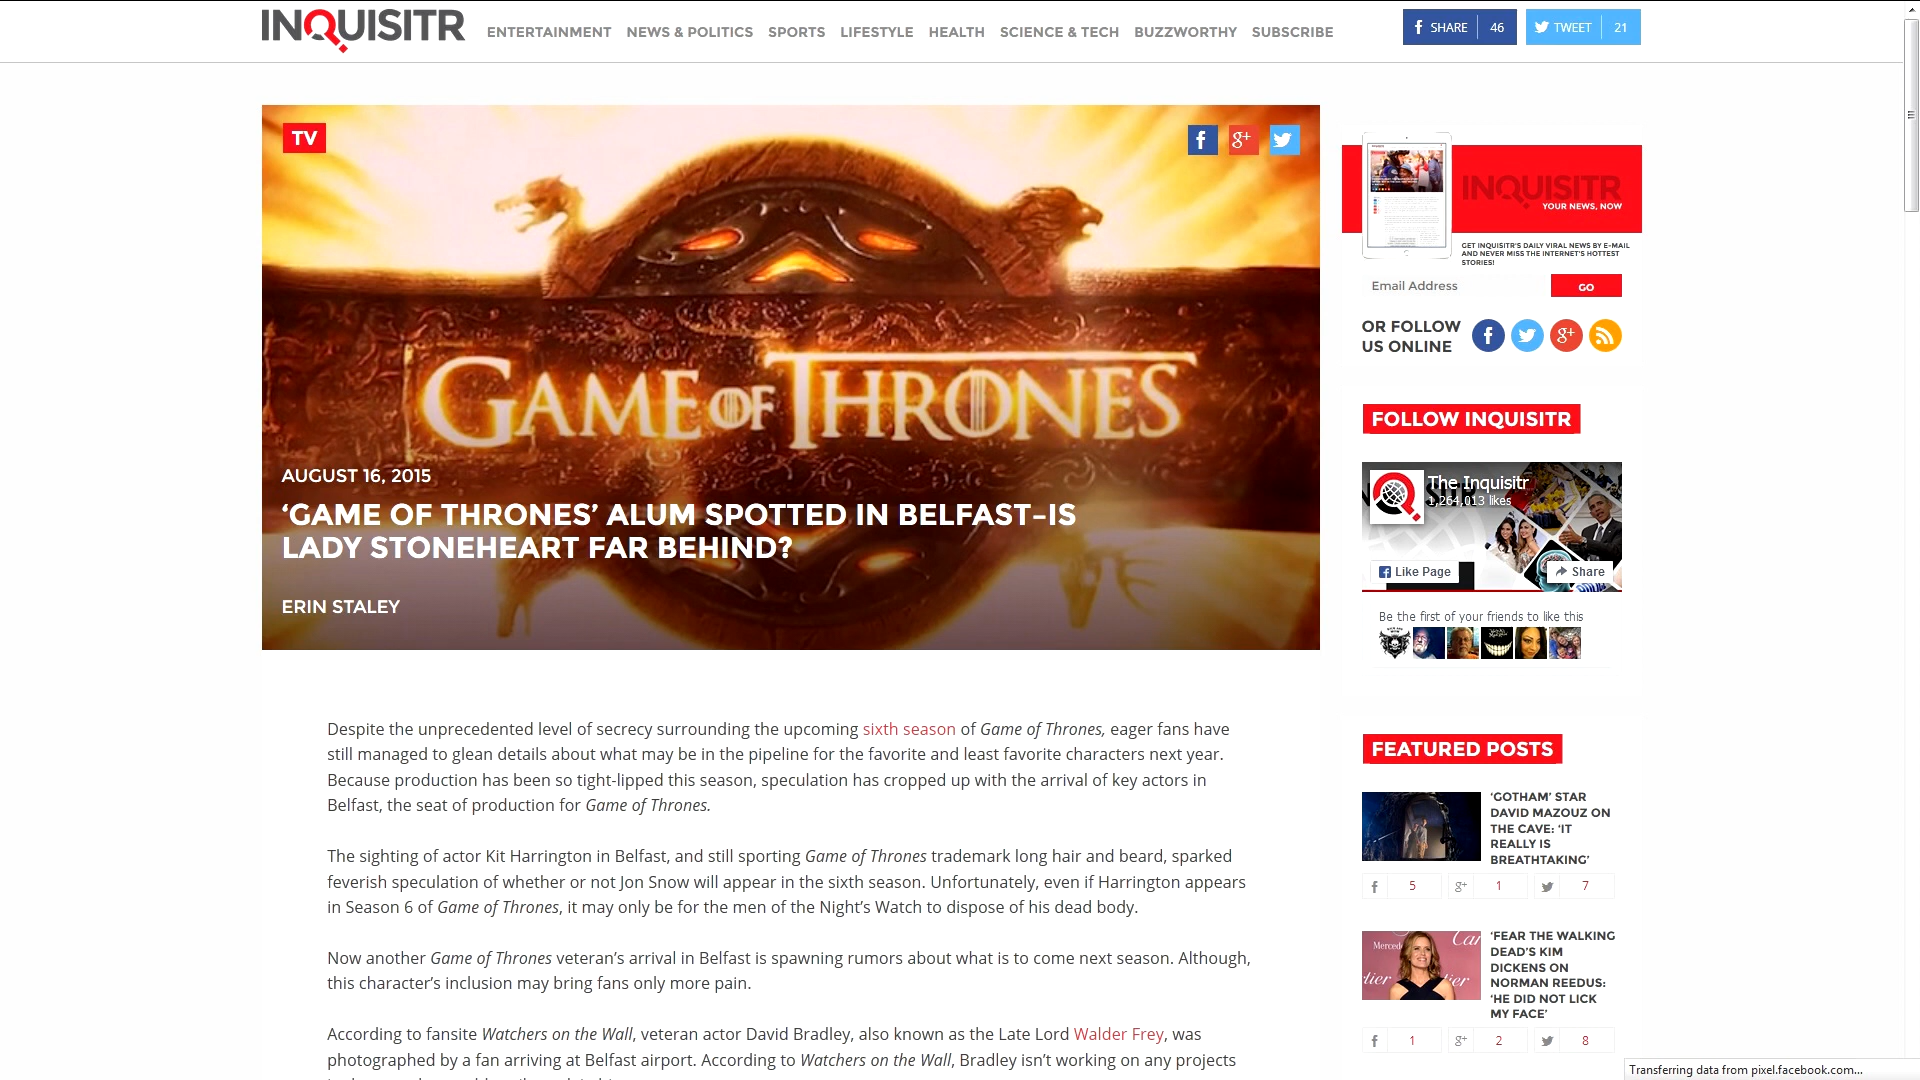 INQUISITR
ENTERTAINMENT NEWS & POLITICS SPORTS LIFESTYLE HEALTH SCIENCE & TECH BUZZWORTHY SUBSCRIBE
SHARE 46
TWEET 21
TV
GAME OF THRONES
AUGUST 16, 2015
‘GAME OF THRONES’ ALUM SPOTTED IN BELFAST–IS
LADY STONEHEART FAR BEHIND?
ERIN STALEY
Despite the unprecedented level of secrecy surrounding the upcoming sixth season of Game of Thrones, eager fans have
still managed to glean details about what may be in the pipeline for the favorite and least favorite characters next year.
Because production has been so tight-lipped this season, speculation has cropped up with the arrival of key actors in
Belfast, the seat of production for Game of Thrones.
The sighting of actor Kit Harrington in Belfast, and still sporting Game of Thrones trademark long hair and beard, sparked
feverish speculation of whether or not Jon Snow will appear in the sixth season. Unfortunately, even if Harrington appears
in Season 6 of Game of Thrones, it may only be for the men of the Night’s Watch to dispose of his dead body.
Now another Game of Thrones veteran’s arrival in Belfast is spawning rumors about what is to come next season. Although,
this character’s inclusion may bring fans only more pain.
According to fansite Watchers on the Wall, veteran actor David Bradley, also known as the Late Lord Walder Frey, was
photographed by a fan arriving at Belfast airport. According to Watchers on the Wall, Bradley isn’t working on any projects
INQUISITR
YOUR NEWS, NOW
GET INQUISITR'S DAILY VIRAL NEWS BY E-MAIL
AND NEVER MISS THE INTERNET'S HOTTEST
STORIES!
Email Address
GO
OR FOLLOW
US ONLINE
FOLLOW INQUISITR
The Inquisitr
1,264,013 likes
Like Page
Share
Be the first of your friends to like this
FEATURED POSTS
‘GOTHAM’ STAR
DAVID MAZOUZ ON
THE CAVE: ‘IT
REALLY IS
BREATHTAKING’
5 1 7
‘FEAR THE WALKING
DEAD’S KIM
DICKENS ON
NORMAN REEDUS:
‘HE DID NOT LICK
MY FACE’
1 2 8
Transferring data from pixel.facebook.com...